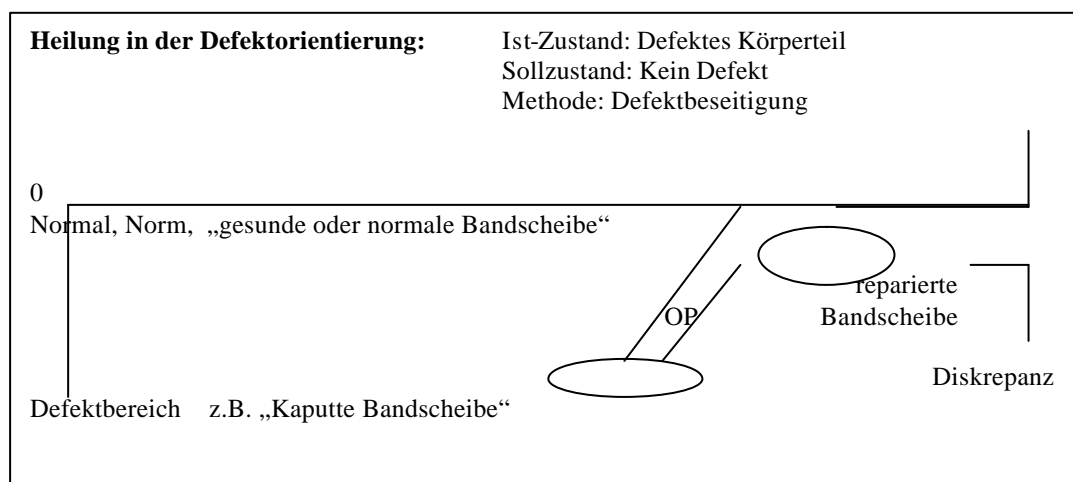 Heilung in der Defektorientierung: Ist-Zustand: Defektes Körperteil
Sollzustand: Kein Defekt
Methode: Defektbeseitigung
0
Normal, Norm, „gesunde oder normale Bandscheibe“
reparierte
OP Bandscheibe
Diskrepanz
Defektbereich z.B. „Kaputte Bandscheibe“